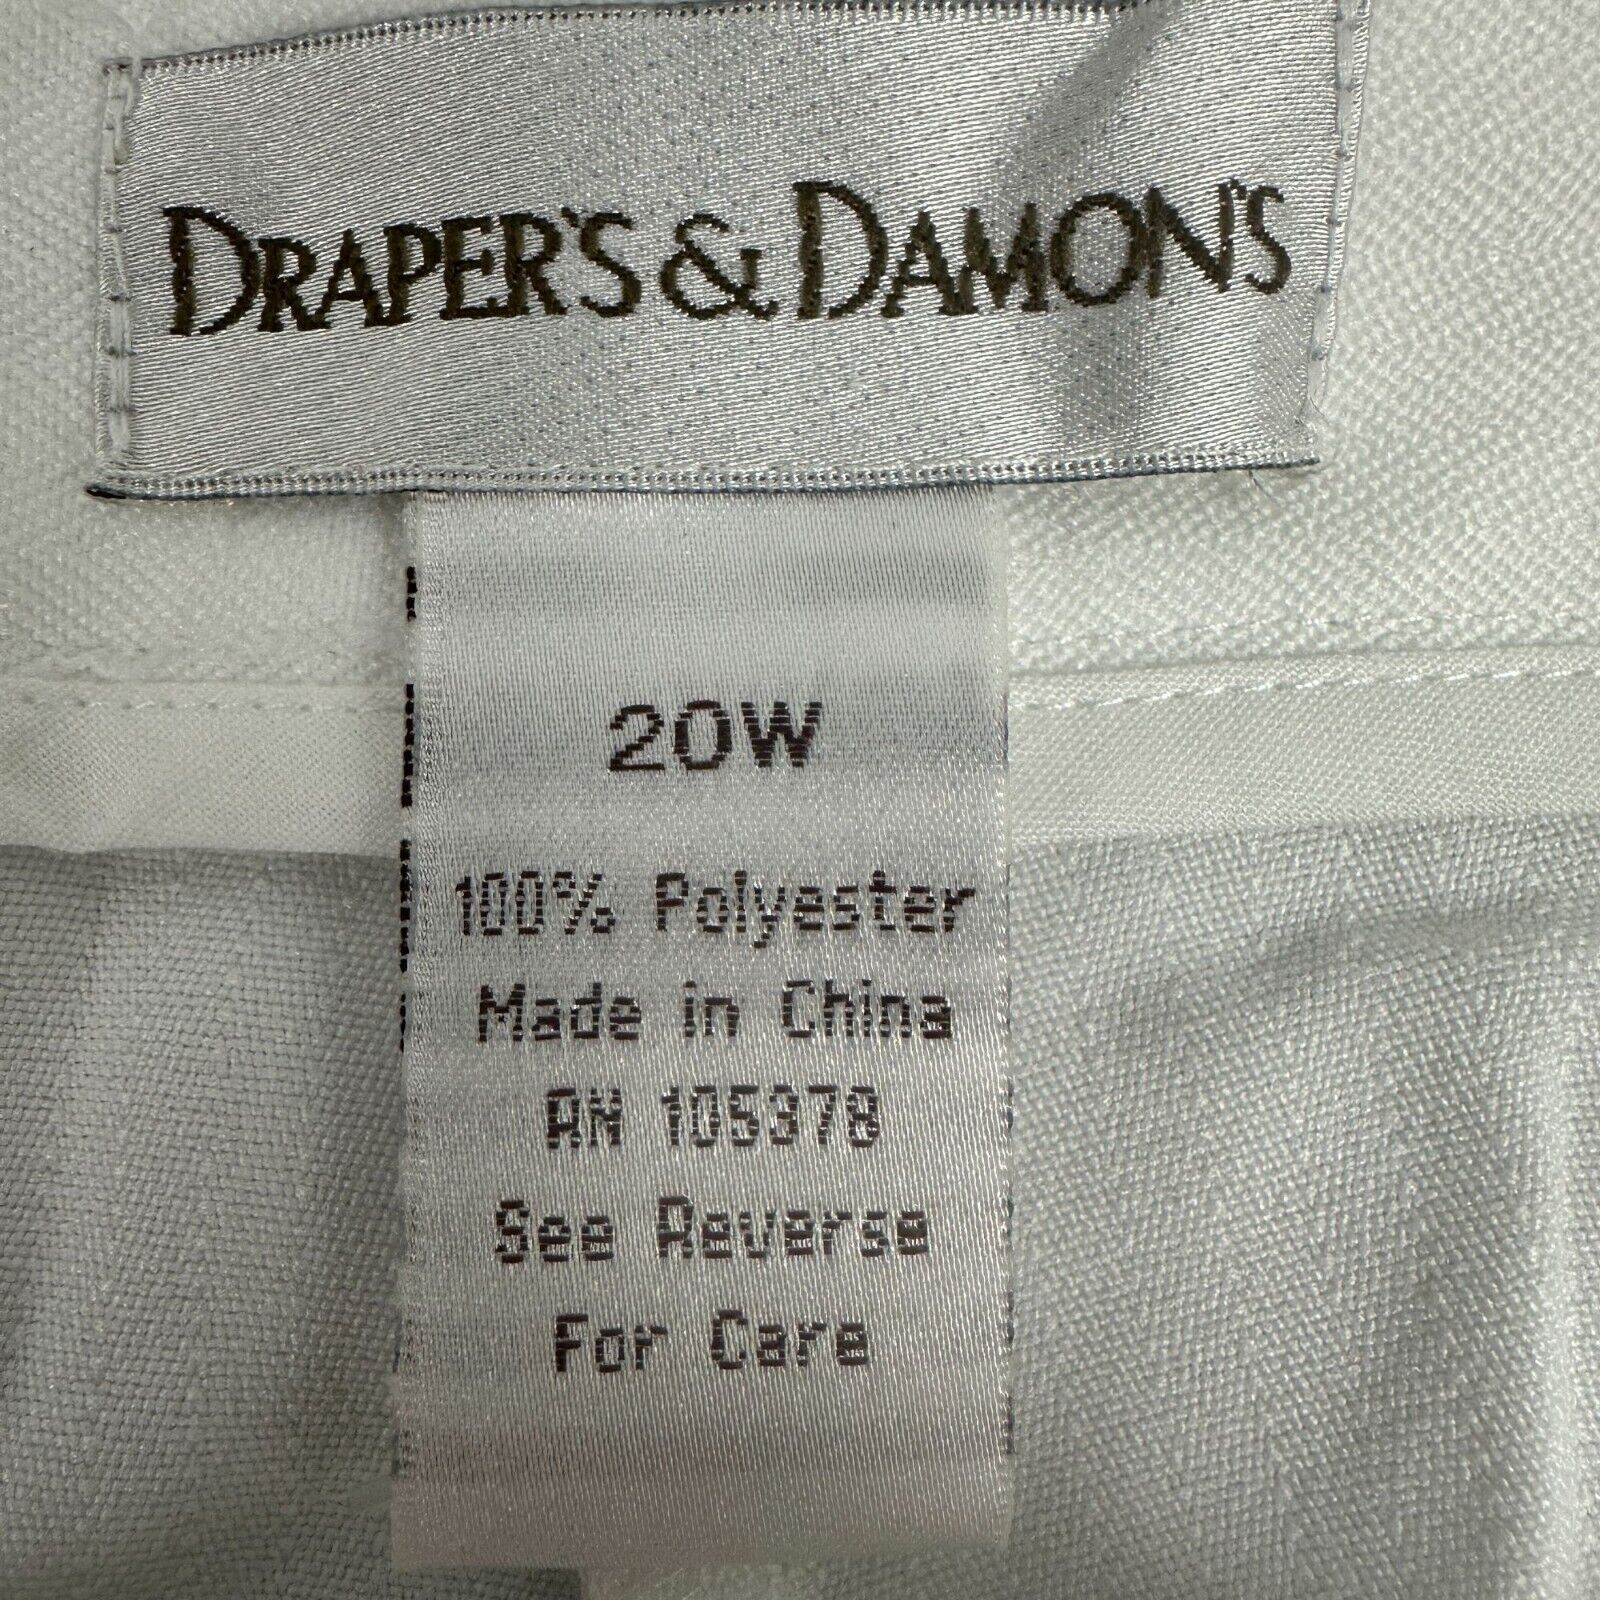 DRAPER'S & DAMON'S
20W
100% Polyester
Made in China
RN 105378
See Reverse
For Care